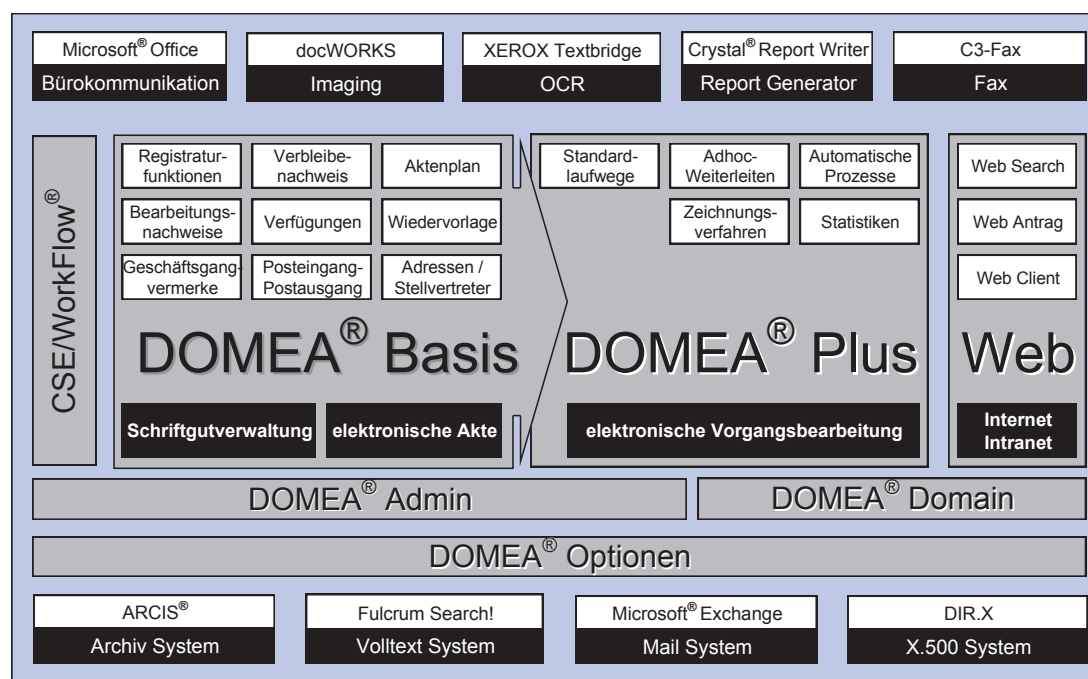 Microsoft® Office
Bürokommunikation
docWORKS
Imaging
XEROX Textbridge
OCR
Crystal® Report Writer
Report Generator
C3-Fax
Fax
CSE/WorkFlow®
Registratur-
funktionen
Verbleibe-
nachweis
Aktenplan
Bearbeitungs-
nachweise
Verfügungen
Wiedervorlage
Geschäftsgang-
vermerke
Posteingang-
Postausgang
Adressen /
Stellvertreter
DOMEA® Basis
Schriftgutverwaltung
elektronische Akte
Standard-
laufwege
Adhoc-
Weiterleiten
Automatische
Prozesse
Zeichnungs-
verfahren
Statistiken
DOMEA® Plus
elektronische Vorgangsbearbeitung
Web Search
Web Antrag
Web Client
Web
Internet
Intranet
DOMEA® Admin
DOMEA® Domain
DOMEA® Optionen
ARCIS®
Archiv System
Fulcrum Search!
Volltext System
Microsoft® Exchange
Mail System
DIR.X
X.500 System